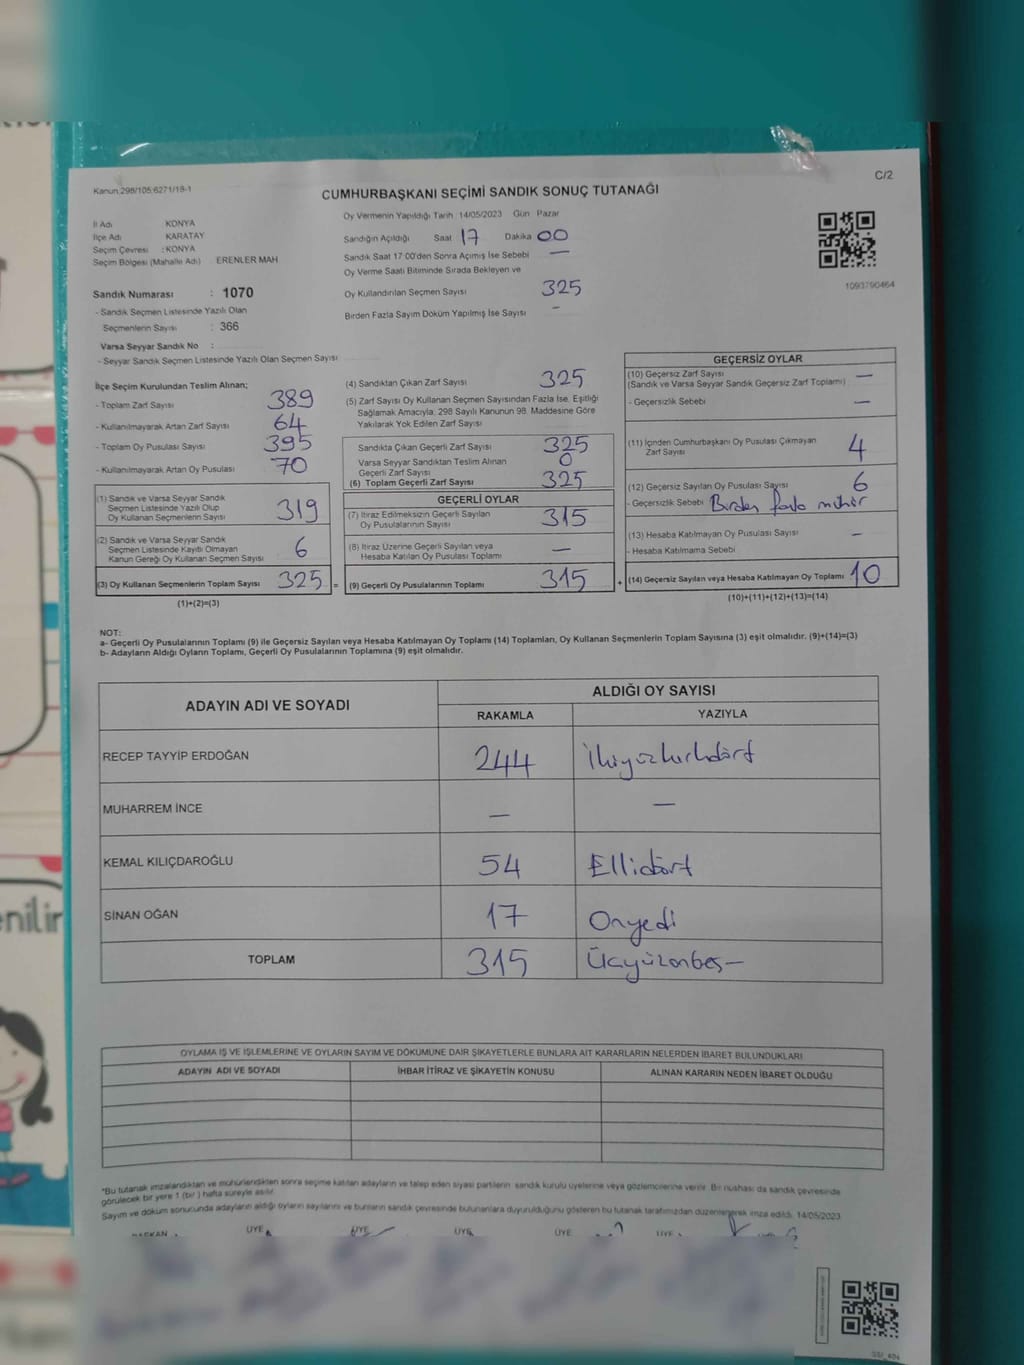 C/2
Kanun:298/105;6271/18-1
CUMHURBAŞKANI SEÇİMİ SANDIK SONUÇ TUTANAĞI
İl Adı : KONYA
İlçe Adı : KARATAY
Seçim Çevresi : KONYA
Seçim Bölgesi (Mahalle Adı) ERENLER MAH
Sandık Numarası : 1070
- Sandık Seçmen Listesinde Yazılı Olan
Seçmenlerin Sayısı : 366
Varsa Seyyar Sandık No :
- Seyyar Sandık Seçmen Listesinde Yazılı Olan Seçmen Sayısı
Oy Vermenin Yapıldığı Tarih 14/05/2023 Gün Pazar
Sandığın Açıldığı Saat 17 Dakika 00
Sandık Saat 17:00'den Sonra Açımış İse Sebebi —
Oy Verme Saati Bitiminde Sırada Bekleyen ve
Oy Kullandırılan Seçmen Sayısı 325
Birden Fazla Sayım Döküm Yapılmış İse Sayısı –
1093790464
İlçe Seçim Kurulundan Teslim Alınan;
- Toplam Zarf Sayısı 389
- Kullanılmayarak Artan Zarf Sayısı 64
- Toplam Oy Pusulası Sayısı 395
- Kullanılmayarak Artan Oy Pusulası 70
(1) Sandık ve Varsa Seyyar Sandık
Seçmen Listesinde Yazılı Olup
Oy Kullanan Seçmenlerin Sayısı 319
(2) Sandık ve Varsa Seyyar Sandık
Seçmen Listesinde Kayıtlı Olmayan
Kanun Gereği Oy Kullanan Seçmen Sayısı 6
(3) Oy Kullanan Seçmenlerin Toplam Sayısı 325 =
(1)+(2)=(3)
(4) Sandıktan Çıkan Zarf Sayısı 325
(5) Zarf Sayısı Oy Kullanan Seçmen Sayısından Fazla İse, Eşitliği
Sağlamak Amacıyla, 298 Sayılı Kanunun 98. Maddesine Göre
Yakılarak Yok Edilen Zarf Sayısı
Sandıkta Çıkan Geçerli Zarf Sayısı 325
Varsa Seyyar Sandıktan Teslim Alınan
Geçerli Zarf Sayısı 0
(6) Toplam Geçerli Zarf Sayısı 325
GEÇERLİ OYLAR
(7) İtiraz Edilmeksizin Geçerli Sayılan
Oy Pusulalarının Sayısı 315
(8) İtiraz Üzerine Geçerli Sayılan veya
Hesaba Katılan Oy Pusulası Toplamı —
(9) Geçerli Oy Pusulalarının Toplamı 315 +
GEÇERSİZ OYLAR
(10) Geçersiz Zarf Sayısı —
(Sandık ve Varsa Seyyar Sandık Geçersiz Zarf Toplamı)
- Geçersizlik Sebebi —
(11) İçinden Cumhurbaşkanı Oy Pusulası Çıkmayan
Zarf Sayısı 4
(12) Geçersiz Sayılan Oy Pusulası Sayısı 6
- Geçersizlik Sebebi Birden fazla mühür
(13) Hesaba Katılmayan Oy Pusulası Sayısı –
- Hesaba Katılmama Sebebi
(14) Geçersiz Sayılan veya Hesaba Katılmayan Oy Toplamı 10
(10)+(11)+(12)+(13)=(14)
NOT:
a- Geçerli Oy Pusulalarının Toplamı (9) ile Geçersiz Sayılan veya Hesaba Katılmayan Oy Toplamı (14) Toplamları, Oy Kullanan Seçmenlerin Toplam Sayısına (3) eşit olmalıdır. (9)+(14)=(3)
b- Adayların Aldığı Oyların Toplamı, Geçerli Oy Pusulalarının Toplamına (9) eşit olmalıdır.
ADAYIN ADI VE SOYADI ALDIĞI OY SAYISI
RAKAMLA YAZIYLA
RECEP TAYYİP ERDOĞAN 244 İkiyüzkırkdört
MUHARREM İNCE — —
KEMAL KILIÇDAROĞLU 54 Ellidört
SİNAN OĞAN 17 Onyedi
TOPLAM 315 Üçyüzonbeş—
OYLAMA İŞ VE İŞLEMLERİNE VE OYLARIN SAYIM VE DÖKÜMÜNE DAİR ŞİKAYETLERLE BUNLARA AİT KARARLARIN NELERDEN İBARET BULUNDUKLARI
ADAYIN ADI VE SOYADI İHBAR İTİRAZ VE ŞİKAYETİN KONUSU ALINAN KARARIN NEDEN İBARET OLDUĞU
*Bu tutanak imzalandıktan ve mühürlendikten sonra seçime katılan adayların ve talep eden siyasi partilerin sandık kurulu üyelerine veya gözlemcilerine verilir. Bir nüshası da sandık çevresinde
görülecek bir yere 1 (bir) hafta süreyle asılır.
Sayım ve döküm sonucunda adayların aldığı oyların sayılarını ve bunların sandık çevresinde bulunanlara duyurulduğunu gösteren bu tutanak tarafımızdan düzenlenerek imza edildi. 14/05/2023
BAŞKAN ÜYE ÜYE ÜYE ÜYE ÜYE
enilir